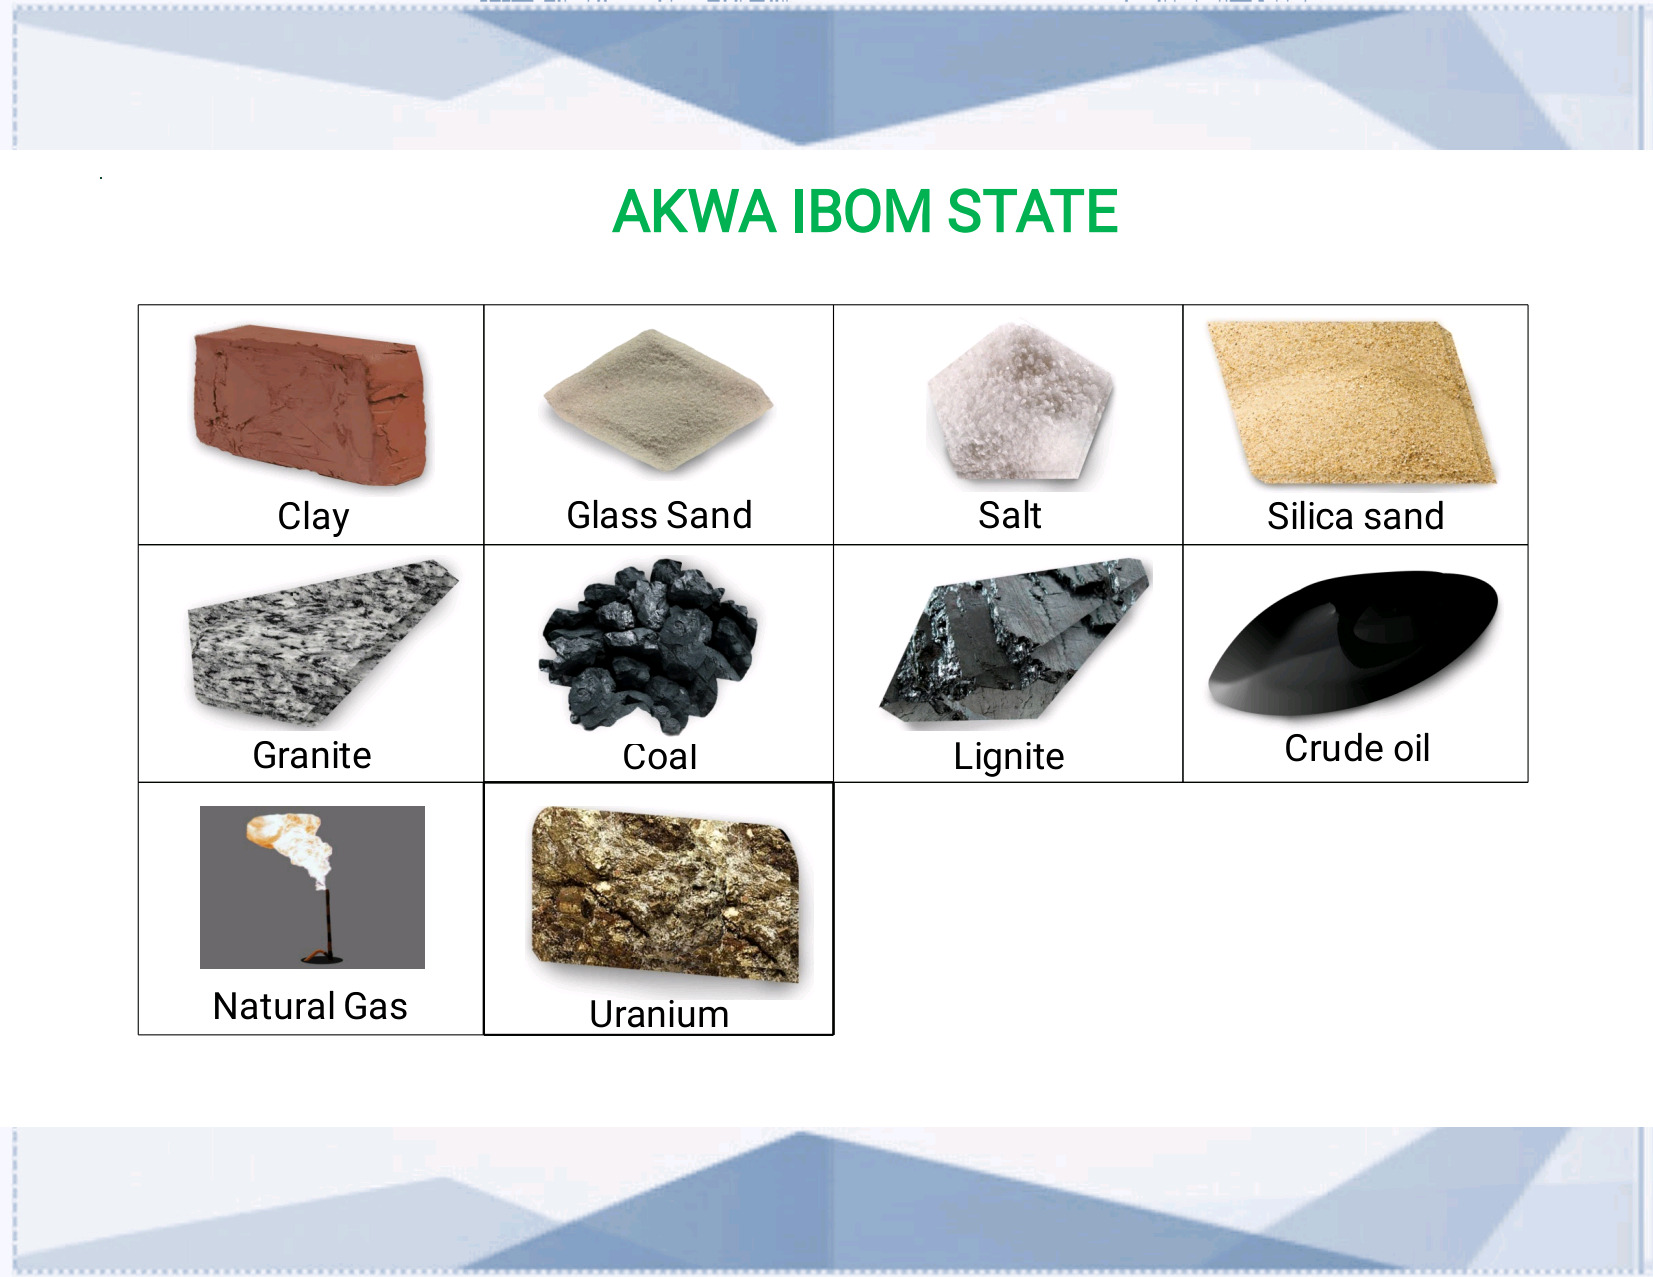 AKWA IBOM STATE
Clay
Glass Sand
Salt
Silica sand
Granite
Coal
Lignite
Crude oil
Natural Gas
Uranium